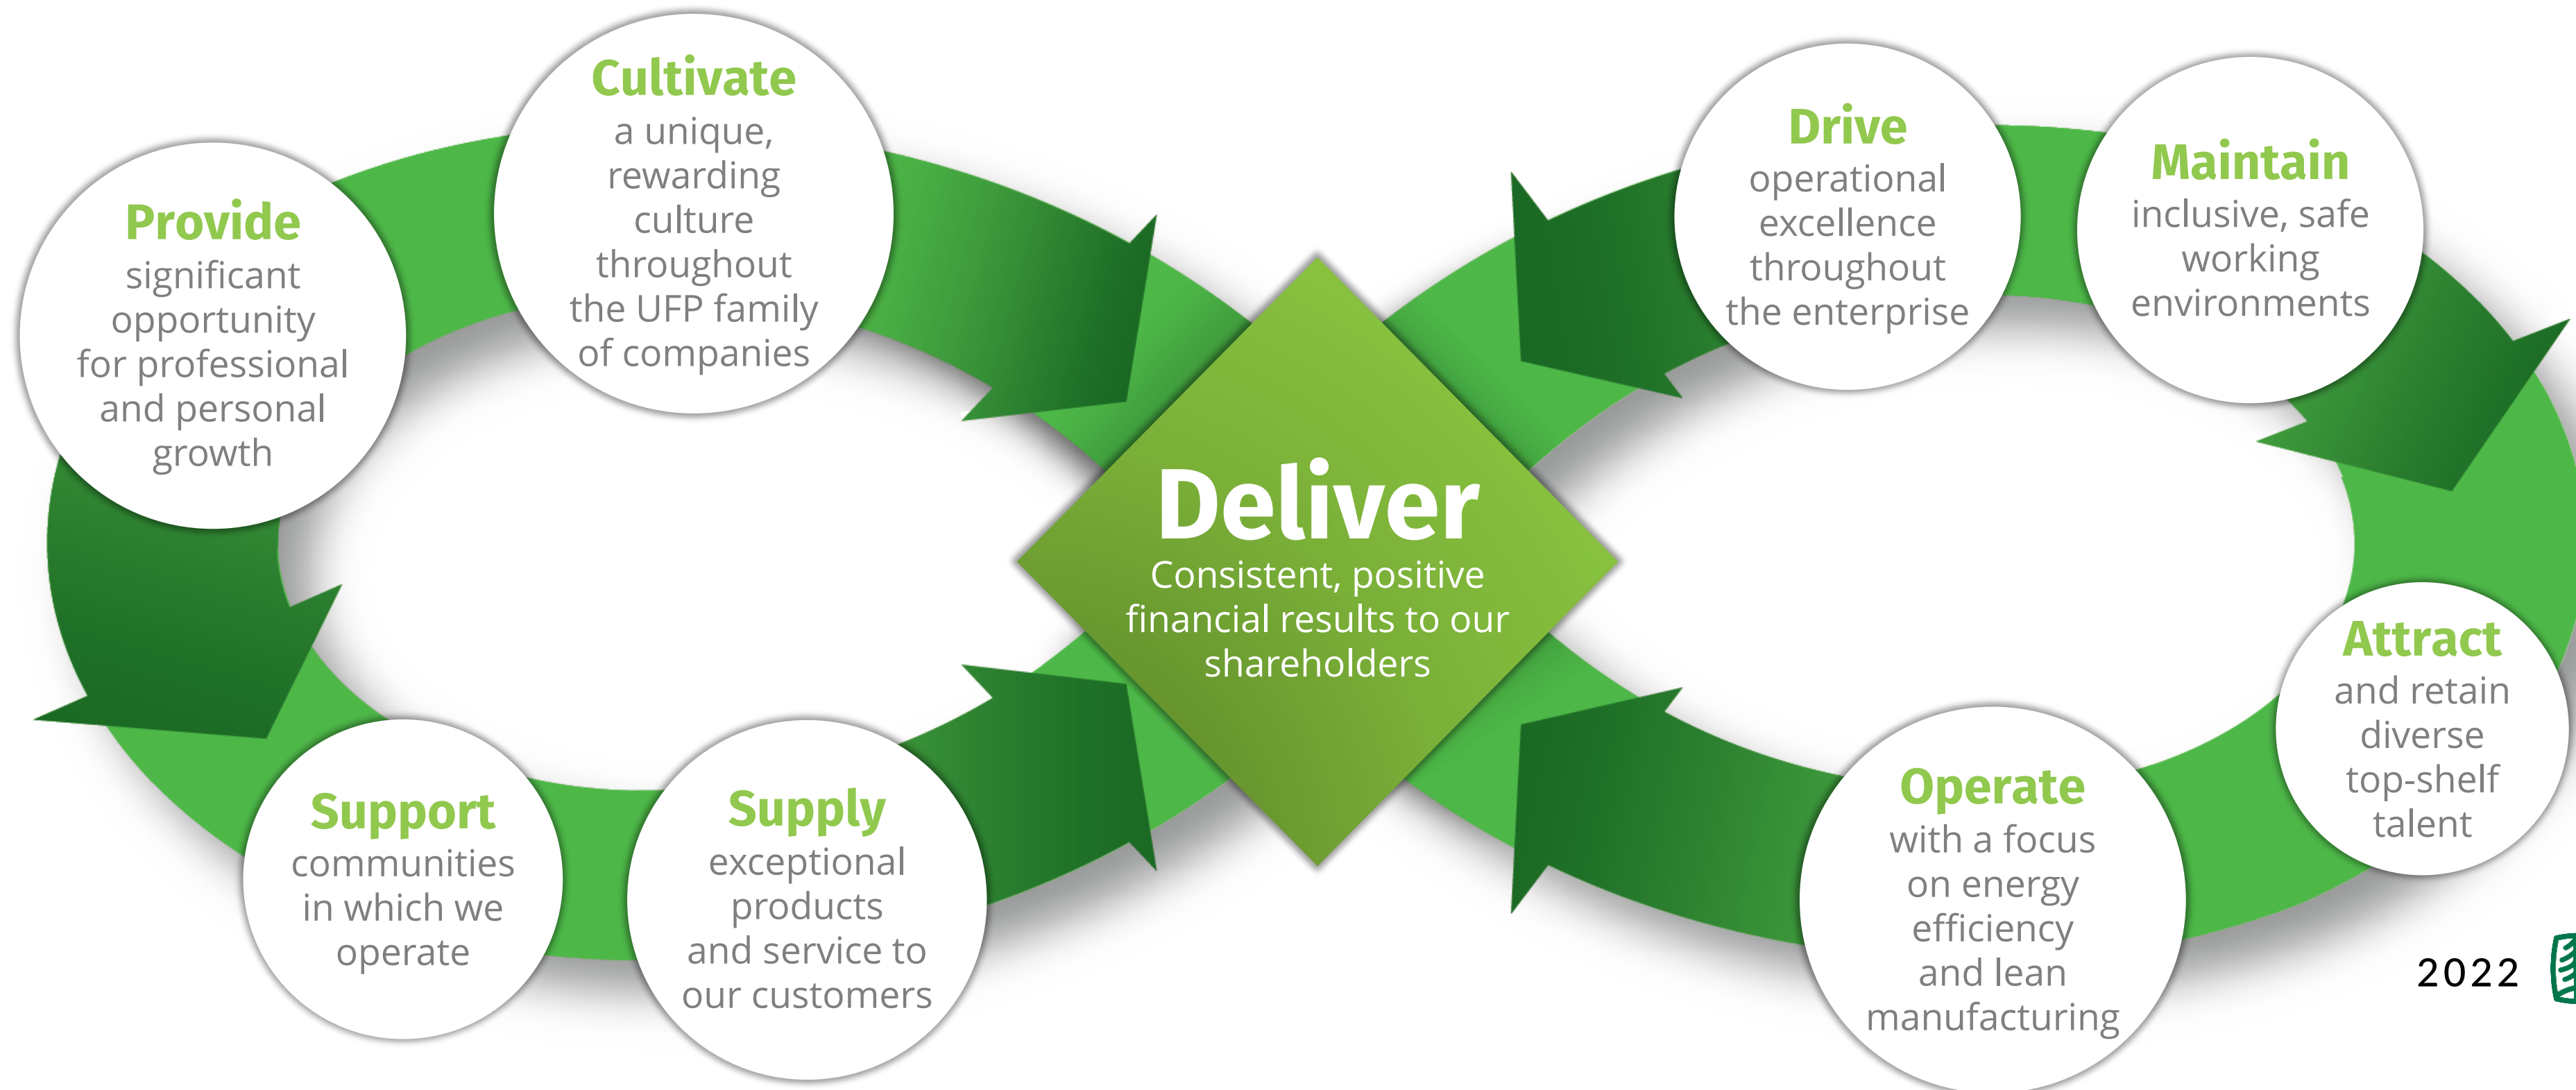 Provide
significant
opportunity
for professional
and personal
growth
Cultivate
a unique,
rewarding
culture
throughout
the UFP family
of companies
Support
communities
in which we
operate
Supply
exceptional
products
and service to
our customers
Deliver
Consistent, positive
financial results to our
shareholders
Drive
operational
excellence
throughout
the enterprise
Maintain
inclusive, safe
working
environments
Attract
and retain
diverse
top-shelf
talent
Operate
with a focus
on energy
efficiency
and lean
manufacturing
2022